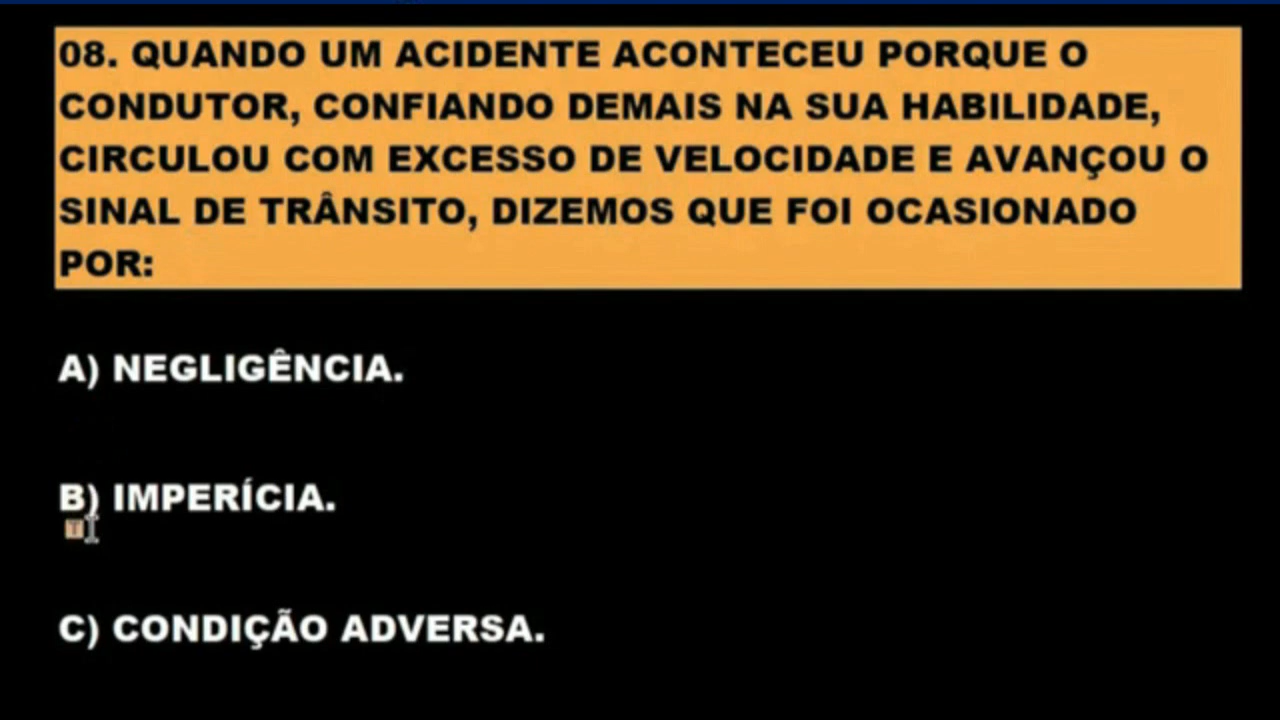 08. QUANDO UM ACIDENTE ACONTECEU PORQUE O
CONDUTOR, CONFIANDO DEMAIS NA SUA HABILIDADE,
CIRCULOU COM EXCESSO DE VELOCIDADE E AVANÇOU O
SINAL DE TRÂNSITO, DIZEMOS QUE FOI OCASIONADO
POR:
A) NEGLIGÊNCIA.
B) IMPERÍCIA.
C) CONDIÇÃO ADVERSA.